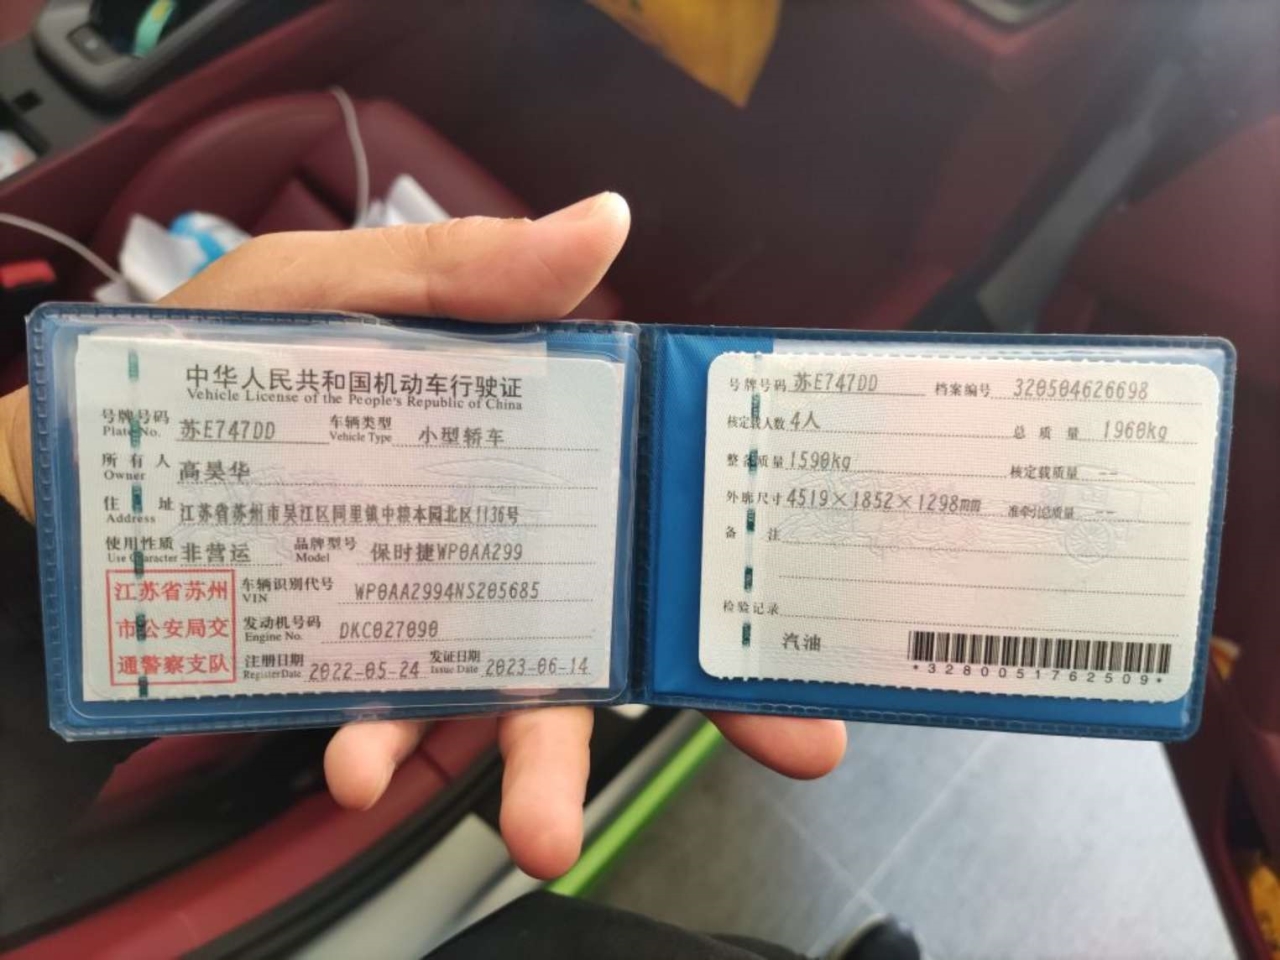 中华人民共和国机动车行驶证
Vehicle License of the People's Republic of China
号牌号码 Plate No. 苏E747DD 车辆类型 Vehicle Type 小型轿车
所有人 Owner 高昊华
住址 Address 江苏省苏州市吴江区同里镇中粮本园北区1136号
使用性质 Use Character 非营运 品牌型号 Model 保时捷WP0AA299
车辆识别代号 VIN WP0AA2994NS205685
发动机号码 Engine No. DKC027090
注册日期 Register Date 2022-05-24 发证日期 Issue Date 2023-06-14
江苏省苏州
市公安局交
通警察支队
号牌号码 苏E747DD 档案编号 320504626698
核定载人数 4人 总质量 1960kg
整备质量 1590kg 核定载质量 --
外廓尺寸 4519×1852×1298mm 准牵引总质量 --
备注
检验记录
汽油
*3280051762509*